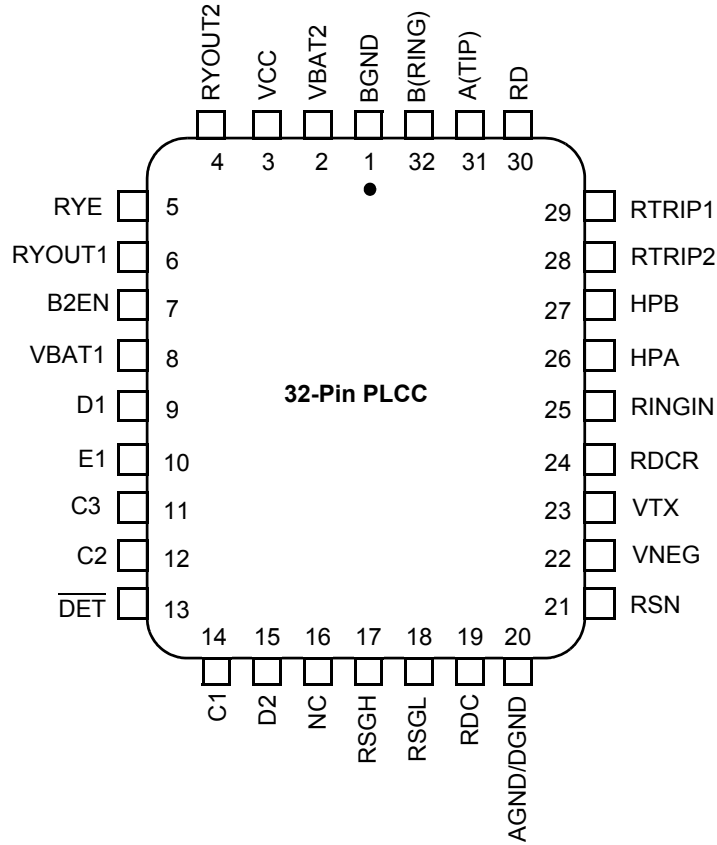 RYOUT2
VCC
VBAT2
BGND
B(RING)
A(TIP)
RD
4
3
2
1
32
31
30
RYE
5
RYOUT1
6
B2EN
7
VBAT1
8
D1
9
E1
10
C3
11
C2
12
DET
13
32-Pin PLCC
29
RTRIP1
28
RTRIP2
27
HPB
26
HPA
25
RINGIN
24
RDCR
23
VTX
22
VNEG
21
RSN
14
15
16
17
18
19
20
C1
D2
NC
RSGH
RSGL
RDC
AGND/DGND